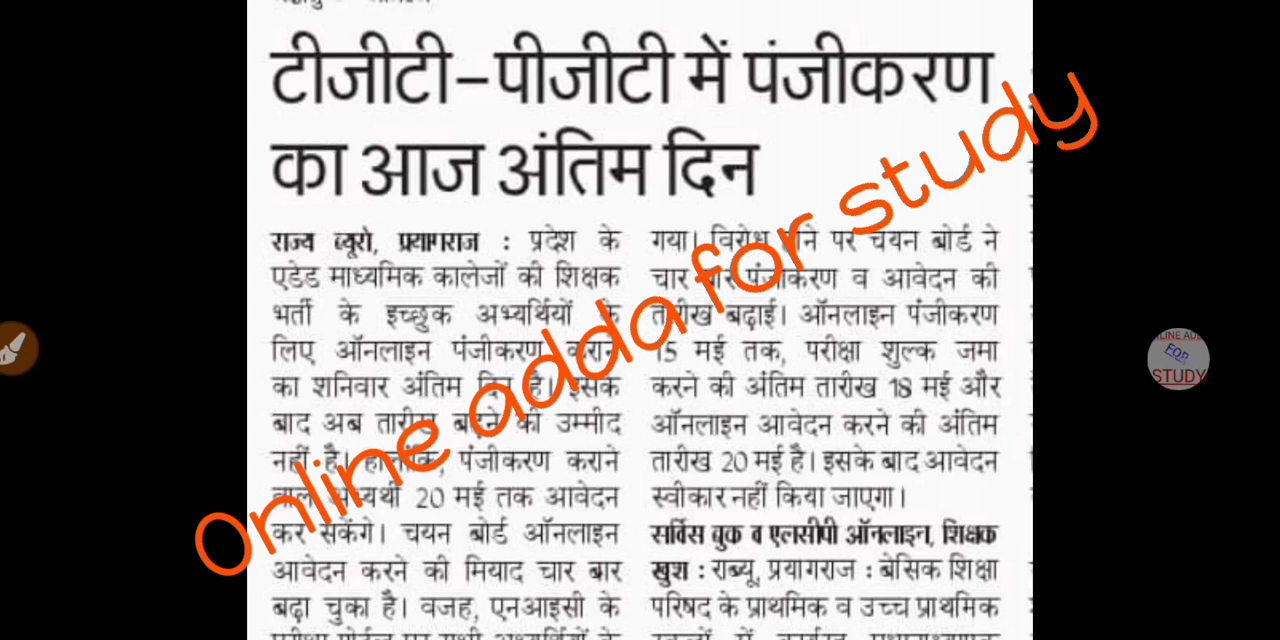 टीजीटी-पीजीटी में पंजीकरण
का आज अंतिम दिन
राज्य ब्यूरो, प्रयागराज : प्रदेश के
एडेड माध्यमिक कालेजों की शिक्षक
भर्ती के इच्छुक अभ्यर्थियों के
लिए ऑनलाइन पंजीकरण कराने
का शनिवार अंतिम दिन है। इसके
बाद अब तारीख बढ़ने की उम्मीद
नहीं है। हालांकि, पंजीकरण कराने
वाले अभ्यर्थी 20 मई तक आवेदन
कर सकेंगे। चयन बोर्ड ऑनलाइन
आवेदन करने की मियाद चार बार
बढ़ा चुका है। वजह, एनआइसी के
गया। विरोध होने पर चयन बोर्ड ने
चार बार पंजीकरण व आवेदन की
तारीख बढ़ाई। ऑनलाइन पंजीकरण
15 मई तक, परीक्षा शुल्क जमा
करने की अंतिम तारीख 18 मई और
ऑनलाइन आवेदन करने की अंतिम
तारीख 20 मई है। इसके बाद आवेदन
स्वीकार नहीं किया जाएगा।
सर्विस बुक व एलसीपी ऑनलाइन, शिक्षक
खुश : राब्यू, प्रयागराज : बेसिक शिक्षा
परिषद के प्राथमिक व उच्च प्राथमिक
Online adda for study
FOR
STUDY